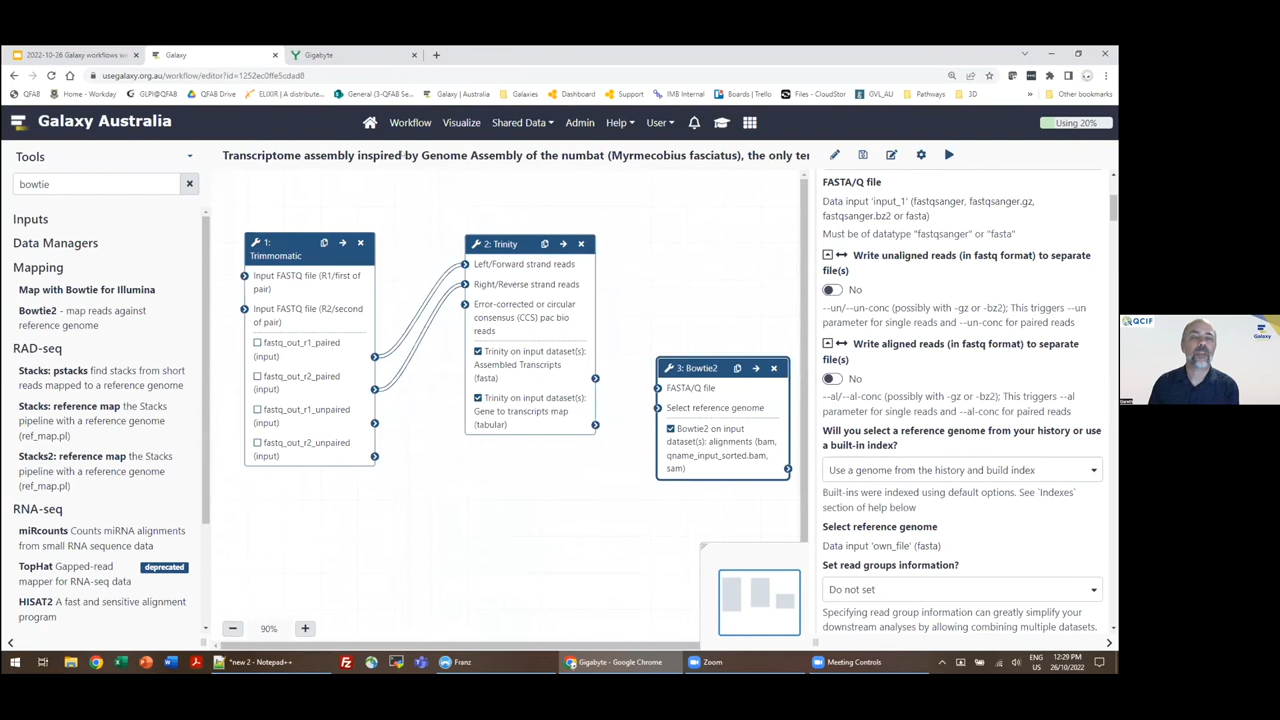 2022-10-26 Galaxy workflows w
Galaxy
Gigabyte
usegalaxy.org.au/workflow/editor?id=1252ec0ffe5cdad8
QFAB
Home - Workday
GLPI@QFAB
QFAB Drive
ELIXIR | A distribute...
General (3-QFAB Se...
Galaxy | Australia
Galaxies
Dashboard
Support
IMB Internal
Boards | Trello
Files - CloudStor
GVL_AU
Pathways
3D
»
Other bookmarks
Galaxy Australia
Workflow
Visualize
Shared Data
Admin
Help
User
Using 20%
Tools
bowtie
Inputs
Data Managers
Mapping
Map with Bowtie for Illumina
Bowtie2 - map reads against
reference genome
RAD-seq
Stacks: pstacks find stacks from short
reads mapped to a reference genome
Stacks: reference map the Stacks
pipeline with a reference genome
(ref_map.pl)
Stacks2: reference map the Stacks
pipeline with a reference genome
(ref_map.pl)
RNA-seq
miRcounts Counts miRNA alignments
from small RNA sequence data
TopHat Gapped-read
mapper for RNA-seq data
deprecated
HISAT2 A fast and sensitive alignment
program
Transcriptome assembly inspired by Genome Assembly of the numbat (Myrmecobius fasciatus), the only ter
1:
Trimmomatic
Input FASTQ file (R1/first of
pair)
Input FASTQ file (R2/second
of pair)
fastq_out_r1_paired
(input)
fastq_out_r2_paired
(input)
fastq_out_r1_unpaired
(input)
fastq_out_r2_unpaired
(input)
2: Trinity
Left/Forward strand reads
Right/Reverse strand reads
Error-corrected or circular
consensus (CCS) pac bio
reads
Trinity on input dataset(s):
Assembled Transcripts
(fasta)
Trinity on input dataset(s):
Gene to transcripts map
(tabular)
3: Bowtie2
FASTA/Q file
Select reference genome
Bowtie2 on input
dataset(s): alignments (bam,
qname_input_sorted.bam,
sam)
90%
FASTA/Q file
Data input 'input_1' (fastqsanger, fastqsanger.gz,
fastqsanger.bz2 or fasta)
Must be of datatype "fastqsanger" or "fasta"
Write unaligned reads (in fastq format) to separate
file(s)
No
--un/--un-conc (possibly with -gz or -bz2); This triggers --un
parameter for single reads and --un-conc for paired reads
Write aligned reads (in fastq format) to separate
file(s)
No
--al/--al-conc (possibly with -gz or -bz2); This triggers --al
parameter for single reads and --al-conc for paired reads
Will you select a reference genome from your history or use
a built-in index?
Use a genome from the history and build index
Built-ins were indexed using default options. See `Indexes`
section of help below
Select reference genome
Data input 'own_file' (fasta)
Set read groups information?
Do not set
Specifying read group information can greatly simplify your
downstream analyses by allowing combining multiple datasets.
QCIF
Galaxy
*new 2 - Notepad++
Franz
Gigabyte - Google Chrome
Zoom
Meeting Controls
ENG
US
12:29 PM
26/10/2022